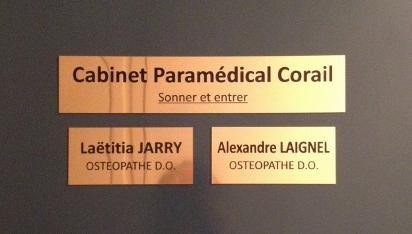 Cabinet Paramédical Corail
Sonner et entrer
Laëtitia JARRY
OSTEOPATHE D.O.
Alexandre LAIGNEL
OSTEOPATHE D.O.